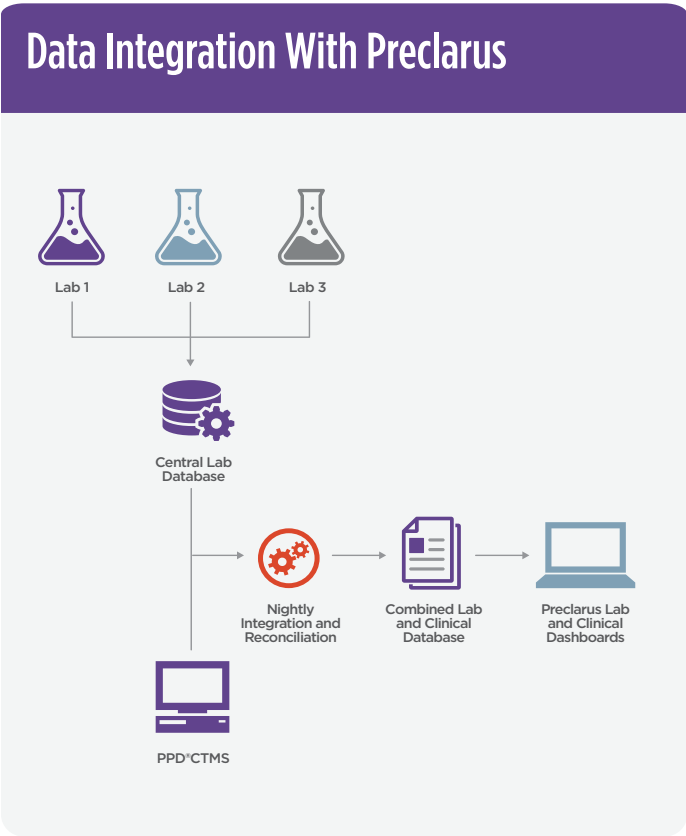 Data Integration With Preclarus
Lab 1
Lab 2
Lab 3
Central Lab
Database
Nightly
Integration and
Reconciliation
Combined Lab
and Clinical
Database
Preclarus Lab
and Clinical
Dashboards
PPD®CTMS